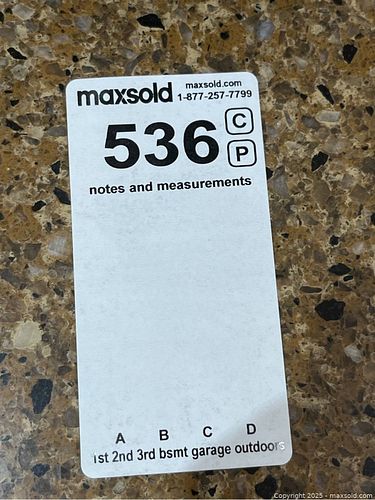 maxsold maxsold.com
1-877-257-7799
536 C
P
notes and measurements
A B C D
1st 2nd 3rd bsmt garage outdoors
Copyright 2025 - maxsold.com